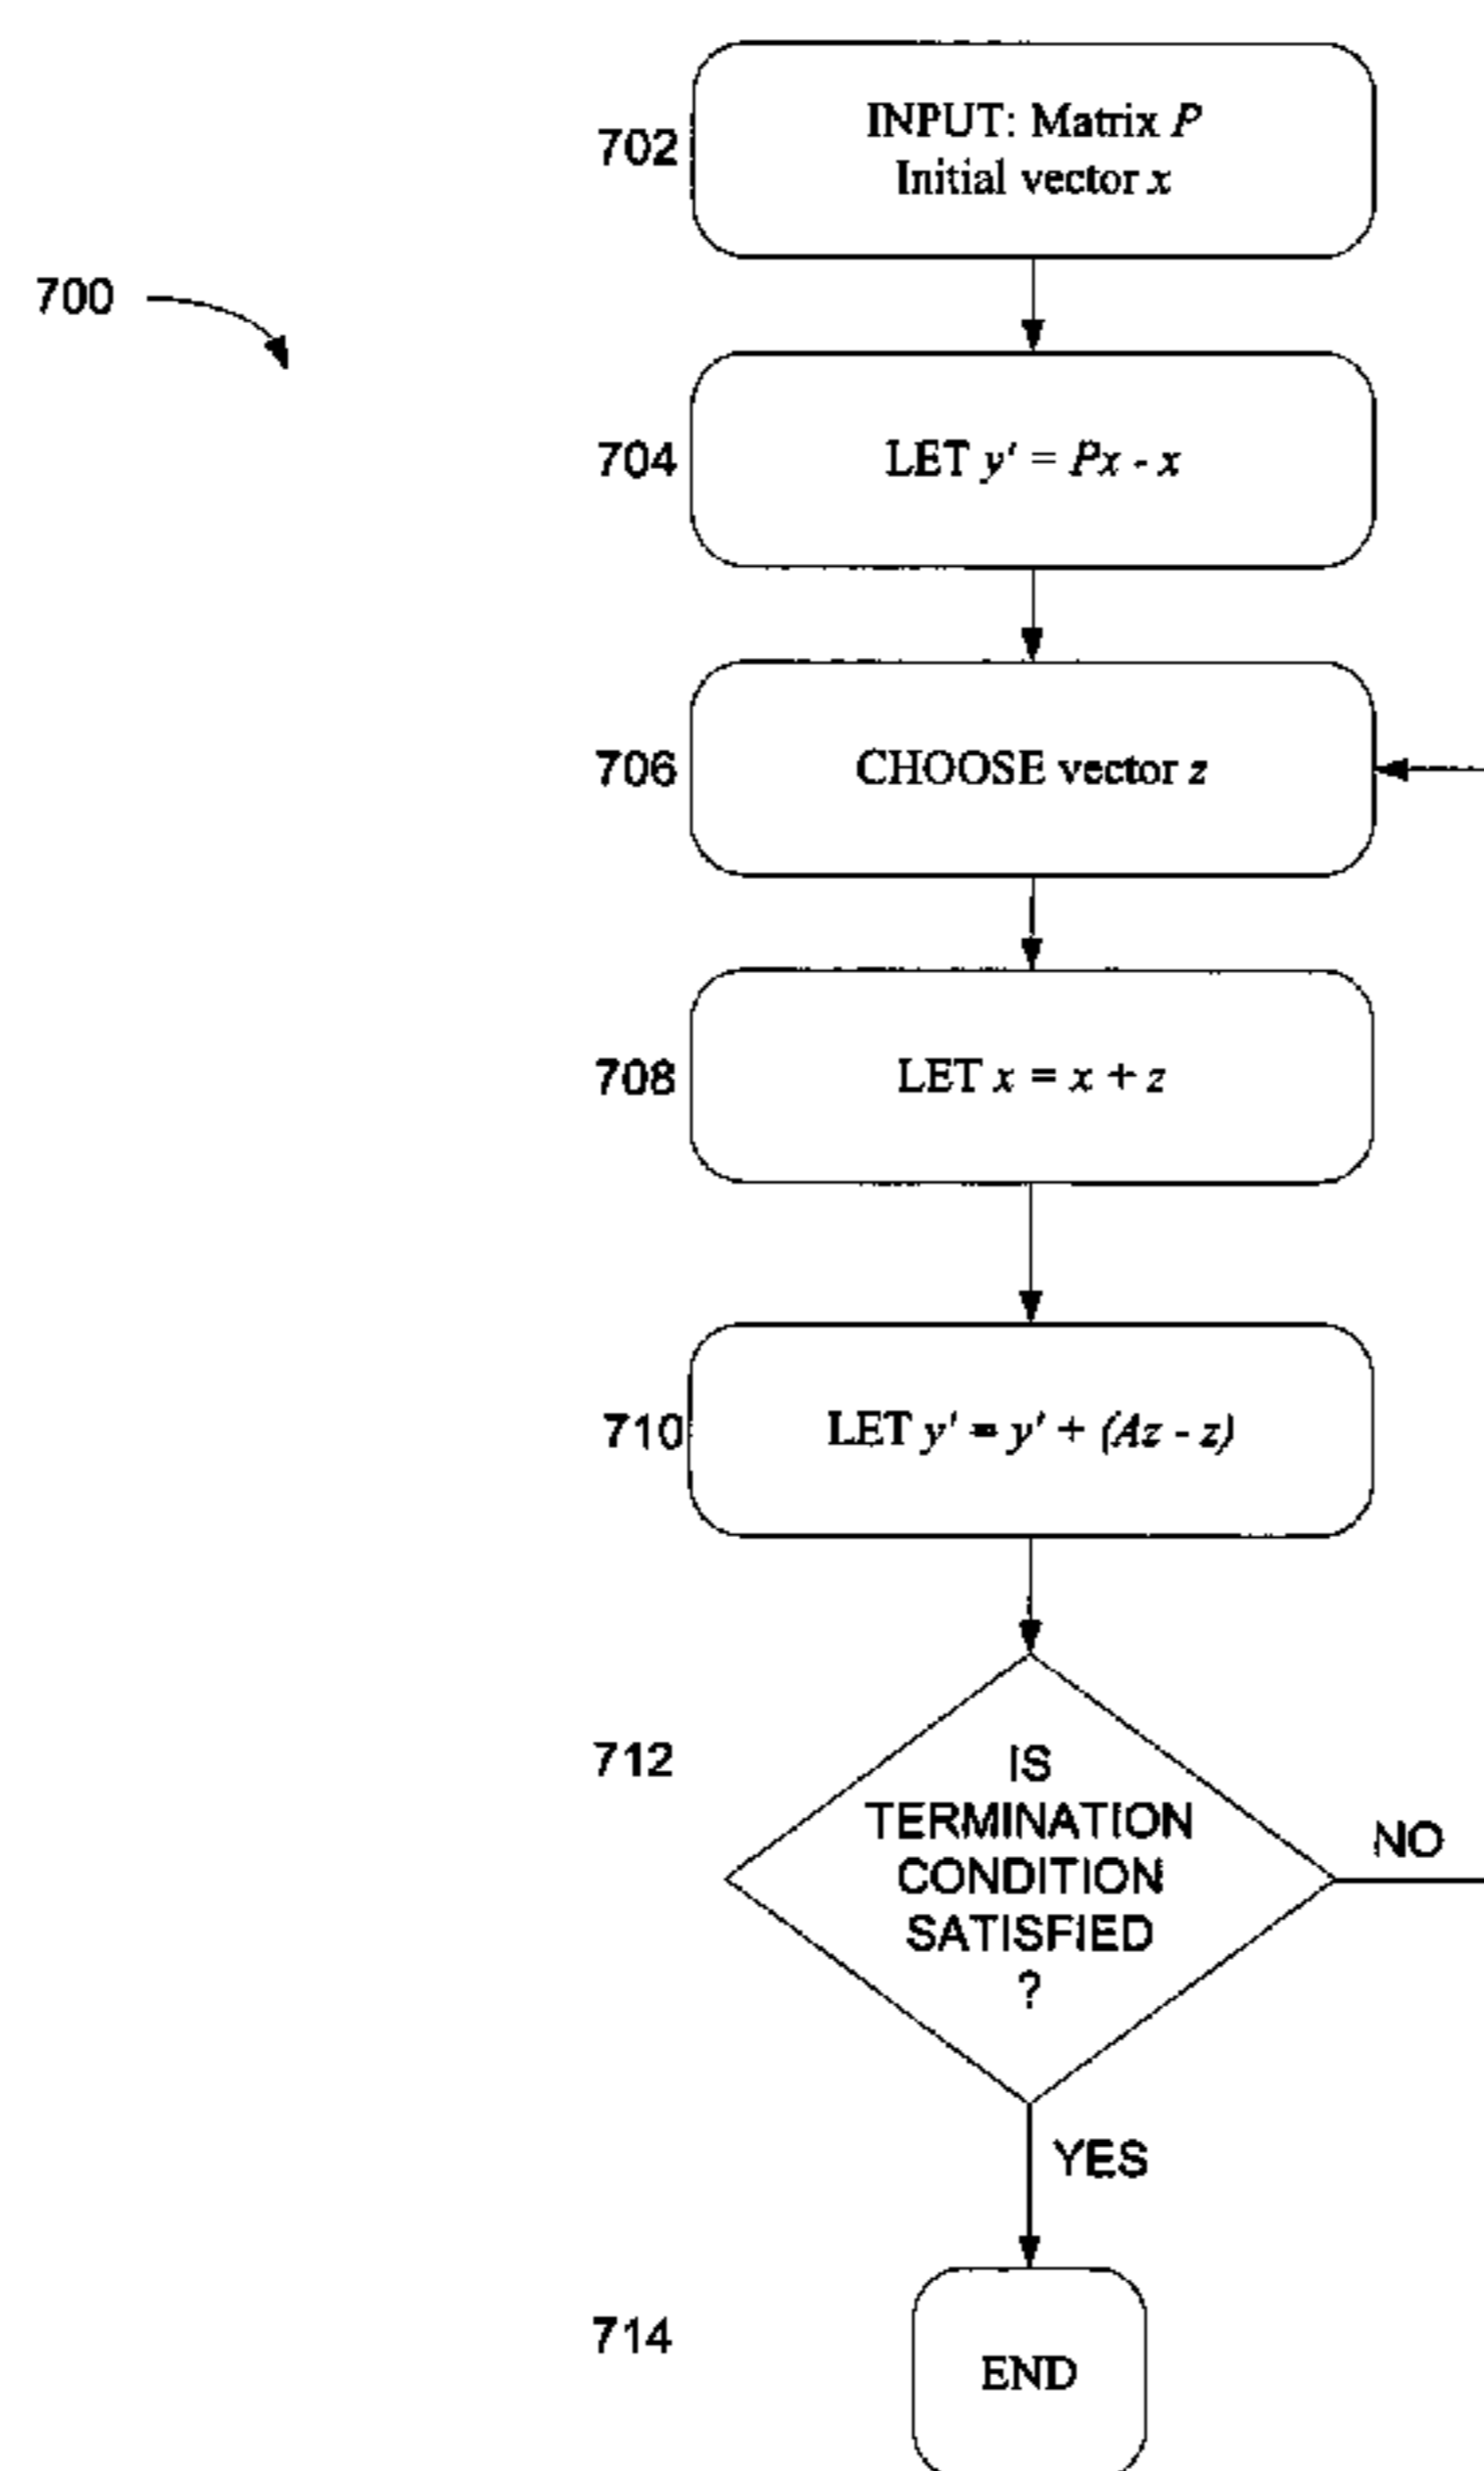 702
INPUT: Matrix P
Initial vector x
700
704
LET y' = Px - x
706
CHOOSE vector z
708
LET x = x + z
710
LET y' = y' + (Az - z)
712
IS
TERMINATION
CONDITION
SATISFIED
?
NO
YES
714
END